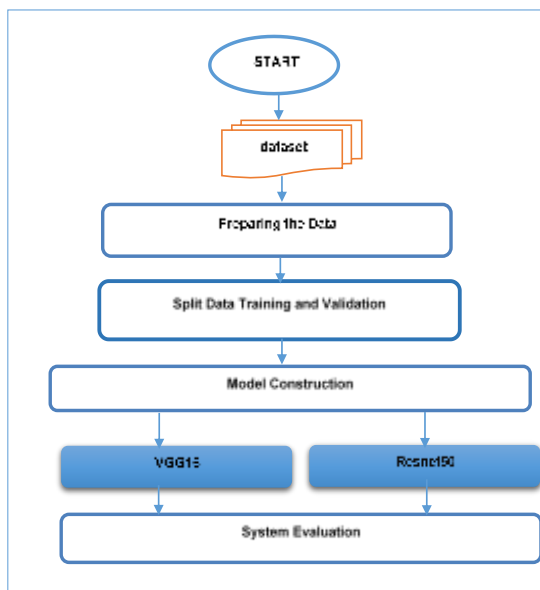 START
dataset
Preparing the Data
Split Data Training and Validation
Model Construction
VGG16
Resnet50
System Evaluation